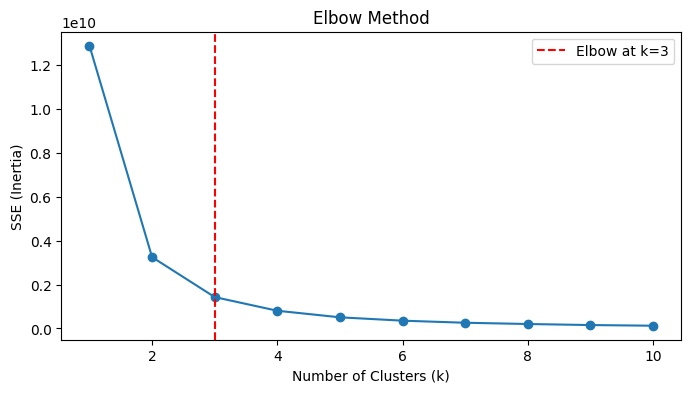 Elbow Method
1e10
Elbow at k=3
SSE (Inertia)
1.2
1.0
0.8
0.6
0.4
0.2
0.0
2 4 6 8 10
Number of Clusters (k)